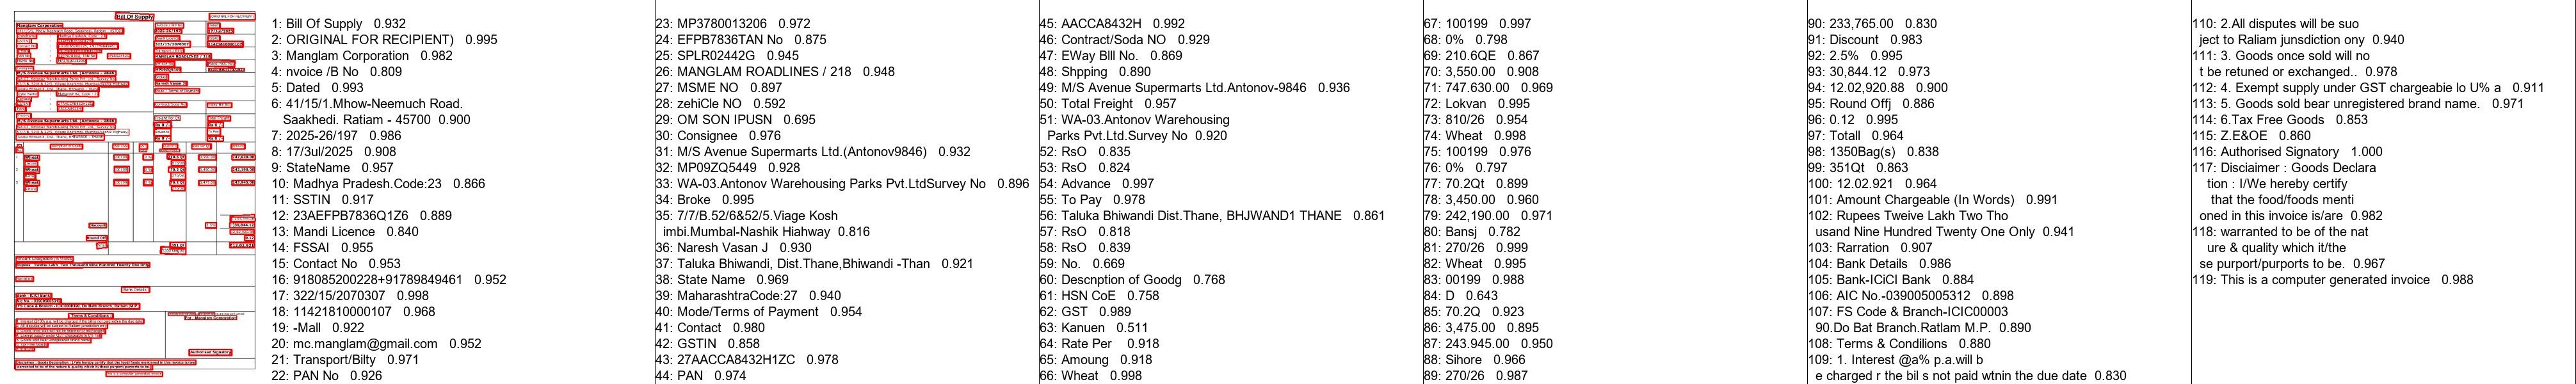 Bill Of Supply
1: Bill Of Supply 0.932
2: ORIGINAL FOR RECIPIENT) 0.995
3: Manglam Corporation 0.982
4: nvoice /B No 0.809
5: Dated 0.993
6: 41/15/1.Mhow-Neemuch Road.
Saakhedi. Ratiam - 45700 0.900
7: 2025-26/197 0.986
8: 17/3ul/2025 0.908
9: StateName 0.957
10: Madhya Pradesh.Code:23 0.866
11: SSTIN 0.917
12: 23AEFPB7836Q1Z6 0.889
13: Mandi Licence 0.840
14: FSSAI 0.955
15: Contact No 0.953
16: 918085200228+91789849461 0.952
17: 322/15/2070307 0.998
18: 11421810000107 0.968
19: -Mall 0.922
20: mc.manglam@gmail.com 0.952
21: Transport/Bilty 0.971
22: PAN No 0.926
23: MP3780013206 0.972
24: EFPB7836TAN No 0.875
25: SPLR02442G 0.945
26: MANGLAM ROADLINES / 218 0.948
27: MSME NO 0.897
28: zehiCle NO 0.592
29: OM SON IPUSN 0.695
30: Consignee 0.976
31: M/S Avenue Supermarts Ltd.(Antonov9846) 0.932
32: MP09ZQ5449 0.928
33: WA-03.Antonov Warehousing Parks Pvt.LtdSurvey No 0.896
34: Broke 0.995
35: 7/7/B.52/6&52/5.Viage Kosh
imbi.Mumbal-Nashik Hiahway 0.816
36: Naresh Vasan J 0.930
37: Taluka Bhiwandi, Dist.Thane,Bhiwandi -Than 0.921
38: State Name 0.969
39: MaharashtraCode:27 0.940
40: Mode/Terms of Payment 0.954
41: Contact 0.980
42: GSTIN 0.858
43: 27AACCA8432H1ZC 0.978
44: PAN 0.974
45: AACCA8432H 0.992
46: Contract/Soda NO 0.929
47: EWay BIll No. 0.869
48: Shpping 0.890
49: M/S Avenue Supermarts Ltd.Antonov-9846 0.936
50: Total Freight 0.957
51: WA-03.Antonov Warehousing
Parks Pvt.Ltd.Survey No 0.920
52: RsO 0.835
53: RsO 0.824
54: Advance 0.997
55: To Pay 0.978
56: Taluka Bhiwandi Dist.Thane, BHJWAND1 THANE 0.861
57: RsO 0.818
58: RsO 0.839
59: No. 0.669
60: Descnption of Goodg 0.768
61: HSN CoE 0.758
62: GST 0.989
63: Kanuen 0.511
64: Rate Per 0.918
65: Amoung 0.918
66: Wheat 0.998
67: 100199 0.997
68: 0% 0.798
69: 210.6QE 0.867
70: 3,550.00 0.908
71: 747.630.00 0.969
72: Lokvan 0.995
73: 810/26 0.954
74: Wheat 0.998
75: 100199 0.976
76: 0% 0.797
77: 70.2Qt 0.899
78: 3,450.00 0.960
79: 242,190.00 0.971
80: Bansj 0.782
81: 270/26 0.999
82: Wheat 0.995
83: 00199 0.988
84: D 0.643
85: 70.2Q 0.923
86: 3,475.00 0.895
87: 243.945.00 0.950
88: Sihore 0.966
89: 270/26 0.987
90: 233,765.00 0.830
91: Discount 0.983
92: 2.5% 0.995
93: 30,844.12 0.973
94: 12.02,920.88 0.900
95: Round Offj 0.886
96: 0.12 0.995
97: Totall 0.964
98: 1350Bag(s) 0.838
99: 351Qt 0.863
100: 12.02.921 0.964
101: Amount Chargeable (In Words) 0.991
102: Rupees Tweive Lakh Two Tho
usand Nine Hundred Twenty One Only 0.941
103: Rarration 0.907
104: Bank Details 0.986
105: Bank-ICiCI Bank 0.884
106: AIC No.-039005005312 0.898
107: FS Code & Branch-ICIC00003
90.Do Bat Branch.Ratlam M.P. 0.890
108: Terms & Condilions 0.880
109: 1. Interest @a% p.a.will b
e charged r the bil s not paid wtnin the due date 0.830
110: 2.All disputes will be suo
ject to Raliam junsdiction ony 0.940
111: 3. Goods once sold will no
t be retuned or exchanged.. 0.978
112: 4. Exempt supply under GST chargeabie lo U% a 0.911
113: 5. Goods sold bear unregistered brand name. 0.971
114: 6.Tax Free Goods 0.853
115: Z.E&OE 0.860
116: Authorised Signatory 1.000
117: Disciaimer : Goods Declara
tion : I/We hereby certify
that the food/foods menti
oned in this invoice is/are 0.982
118: warranted to be of the nat
ure & quality which it/the
se purport/purports to be. 0.967
119: This is a computer generated invoice 0.988